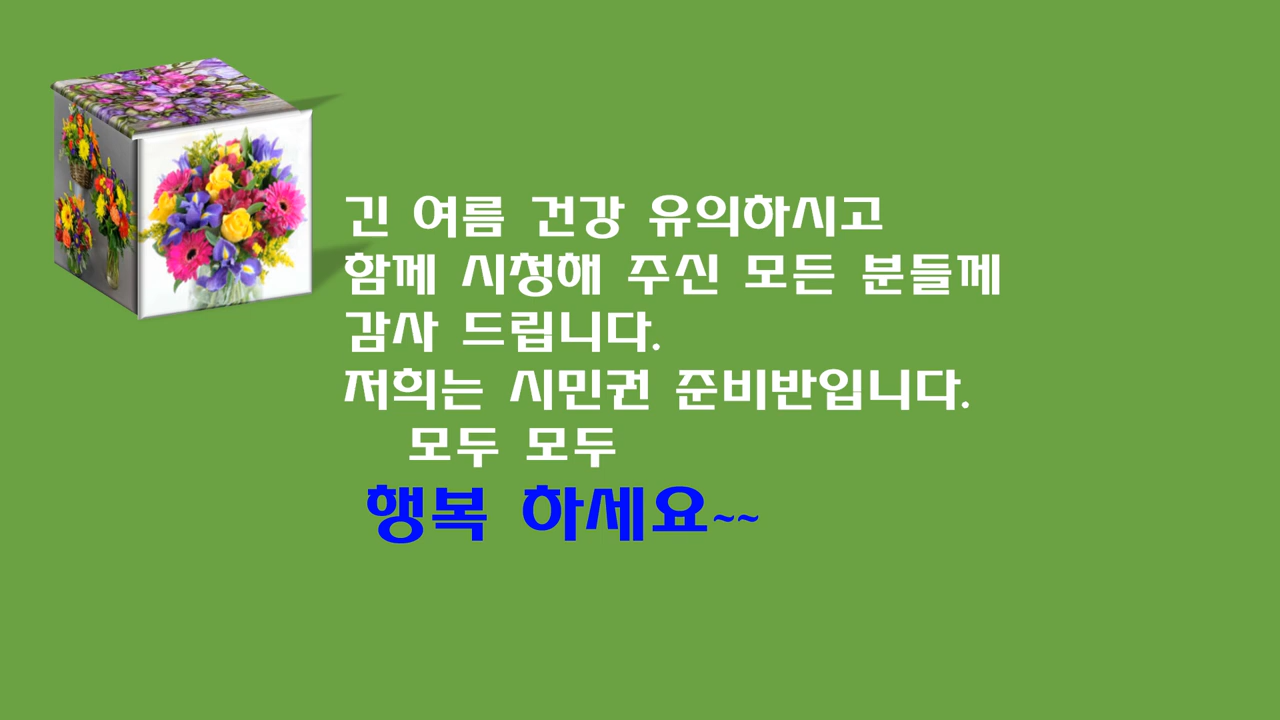 긴 여름 건강 유의하시고
함께 시청해 주신 모든 분들께
감사 드립니다.
저희는 시민권 준비반입니다.
모두 모두
행복 하세요~~